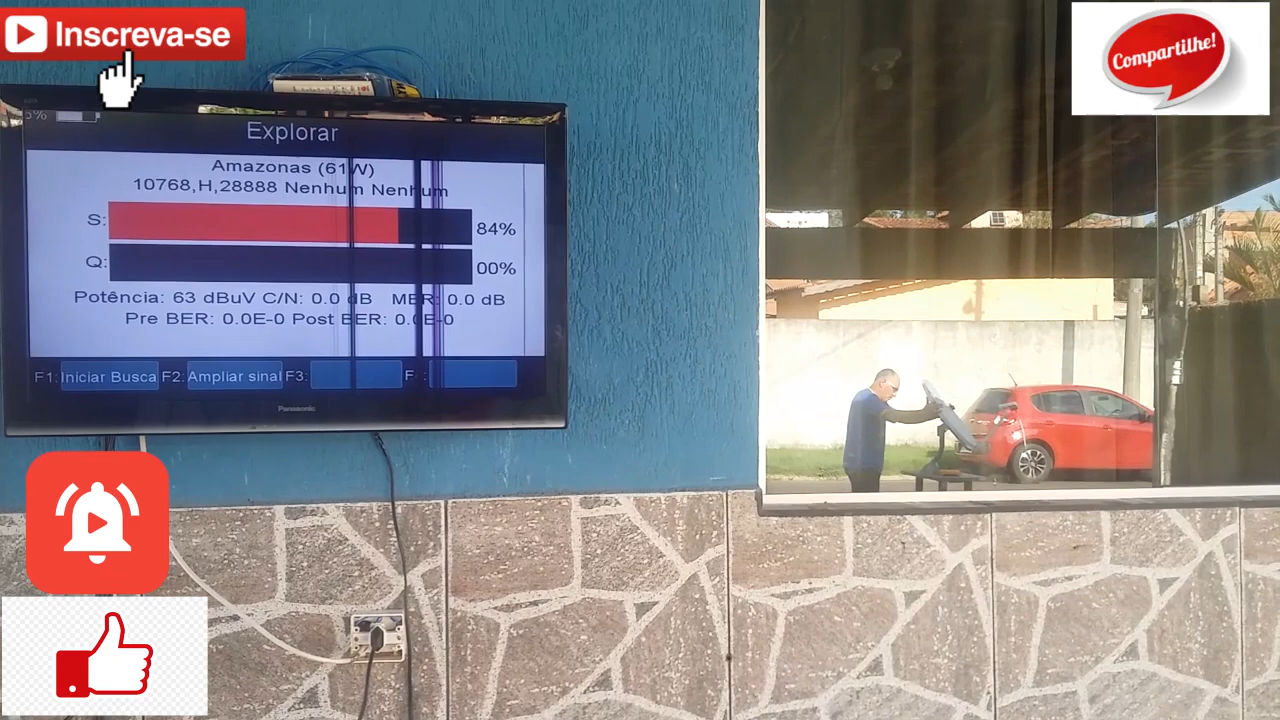 Inscreva-se
Compartilhe!
5%
Explorar
Amazonas (61W)
10768,H,28888 Nenhum Nenhum
S: 84%
Q: 00%
Potência: 63 dBuV C/N: 0.0 dB MER: 0.0 dB
Pre BER: 0.0E-0 Post BER: 0.0E-0
F1: Iniciar Busca F2: Ampliar sinal F3: F :
Panasonic